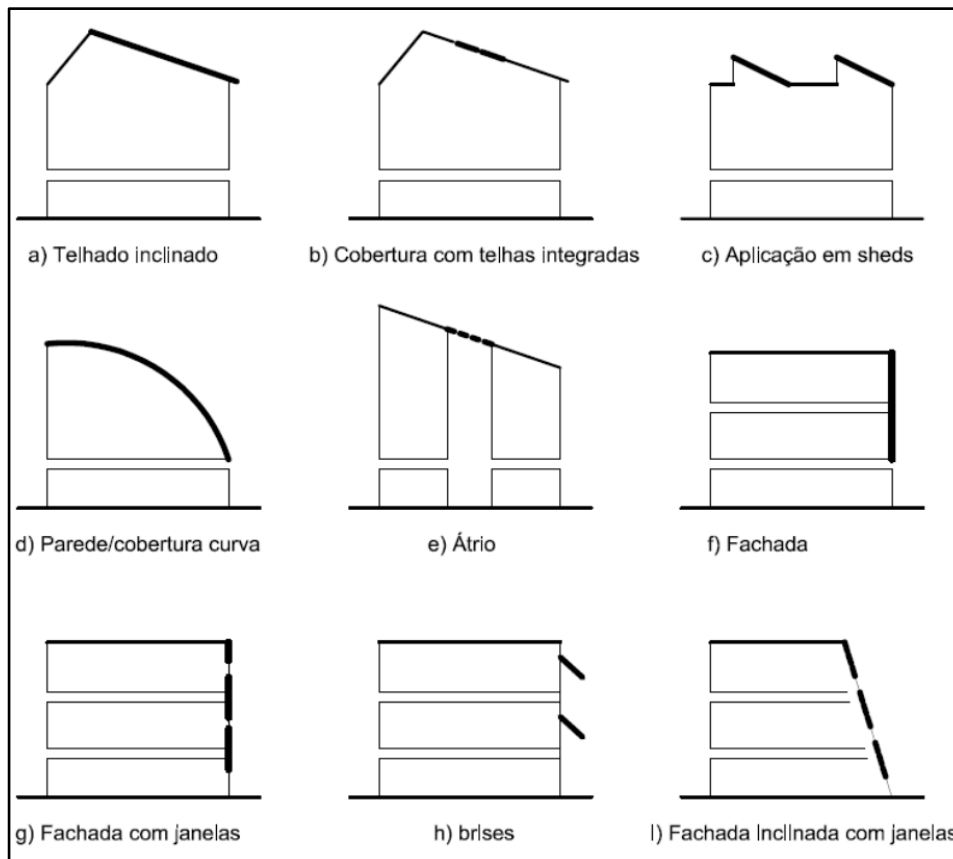 a) Telhado inclinado
b) Cobertura com telhas integradas
c) Aplicação em sheds
d) Parede/cobertura curva
e) Átrio
f) Fachada
g) Fachada com janelas
h) brises
i) Fachada inclinada com janelas